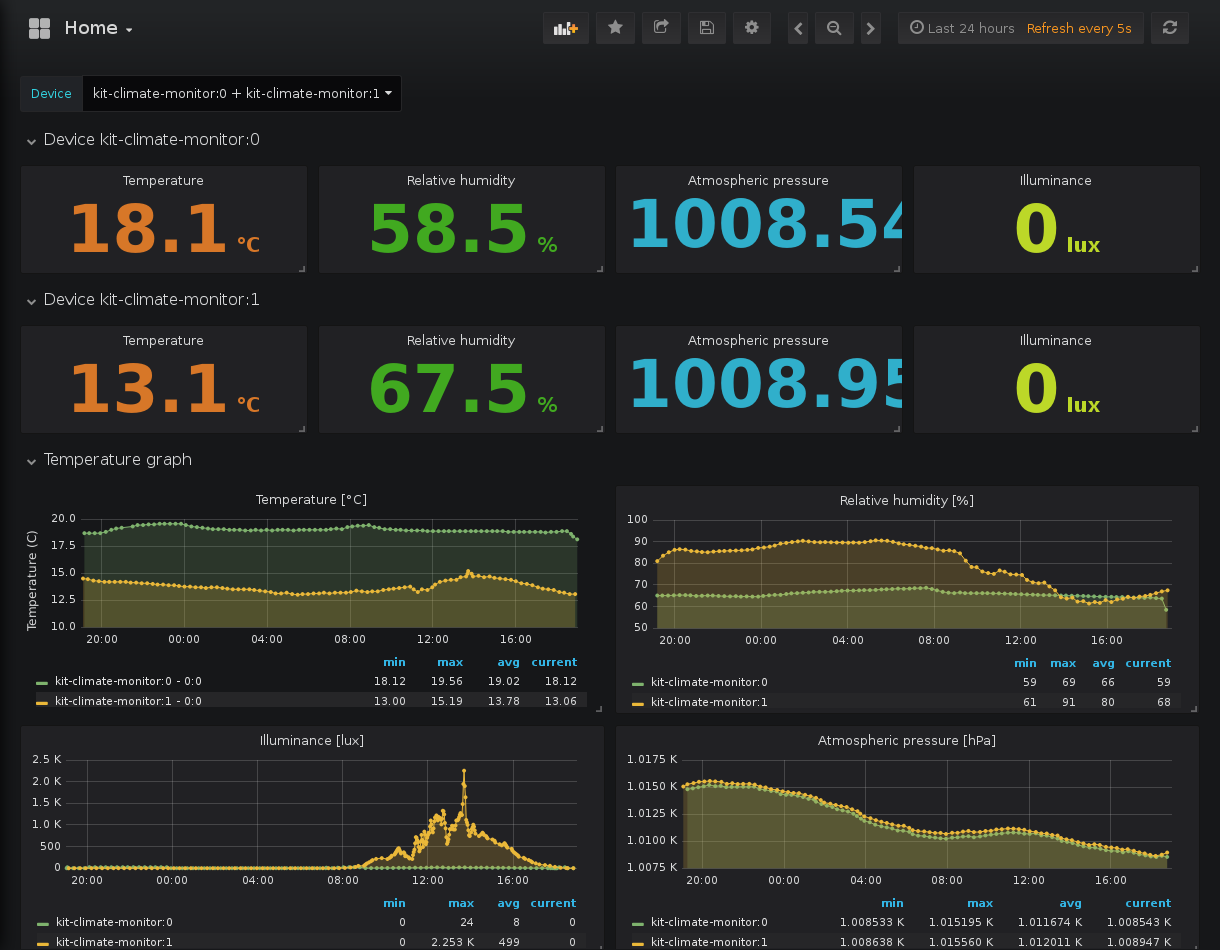 Home
Last 24 hours Refresh every 5s
Device kit-climate-monitor:0 + kit-climate-monitor:1
Device kit-climate-monitor:0
Temperature Relative humidity Atmospheric pressure Illuminance
18.1 °C 58.5 % 1008.54 0 lux
Device kit-climate-monitor:1
Temperature Relative humidity Atmospheric pressure Illuminance
13.1 °C 67.5 % 1008.95 0 lux
Temperature graph
Temperature [°C]
Temperature (C)
20.0
17.5
15.0
12.5
10.0
20:00 00:00 04:00 08:00 12:00 16:00
min max avg current
kit-climate-monitor:0 - 0:0 18.12 19.56 19.02 18.12
kit-climate-monitor:1 - 0:0 13.00 15.19 13.78 13.06
Relative humidity [%]
100
90
80
70
60
50
20:00 00:00 04:00 08:00 12:00 16:00
min max avg current
kit-climate-monitor:0 59 69 66 59
kit-climate-monitor:1 61 91 80 68
Illuminance [lux]
2.5 K
2.0 K
1.5 K
1.0 K
500
0
20:00 00:00 04:00 08:00 12:00 16:00
min max avg current
kit-climate-monitor:0 0 24 8 0
kit-climate-monitor:1 0 2.253 K 499 0
Atmospheric pressure [hPa]
1.0175 K
1.0150 K
1.0125 K
1.0100 K
1.0075 K
20:00 00:00 04:00 08:00 12:00 16:00
min max avg current
kit-climate-monitor:0 1.008533 K 1.015195 K 1.011674 K 1.008543 K
kit-climate-monitor:1 1.008638 K 1.015560 K 1.012011 K 1.008947 K